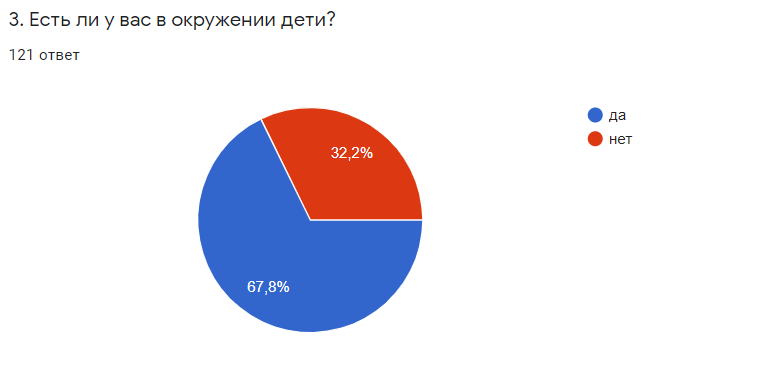 3. Есть ли у вас в окружении дети?
121 ответ
да
нет
32,2%
67,8%